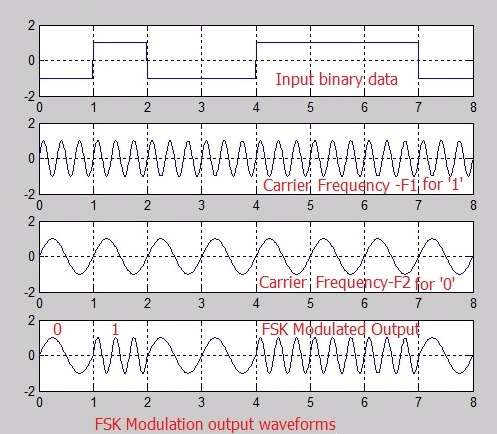 2
0
-2
0 1 2 3 4 5 6 7 8
Input binary data
2
0
-2
0 1 2 3 4 5 6 7 8
Carrier Frequency -F1 for '1'
2
0
-2
0 1 2 3 4 5 6 7 8
Carrier Frequency-F2 for '0'
2
0
-2
0 1 2 3 4 5 6 7 8
0 1 FSK Modulated Output
FSK Modulation output waveforms